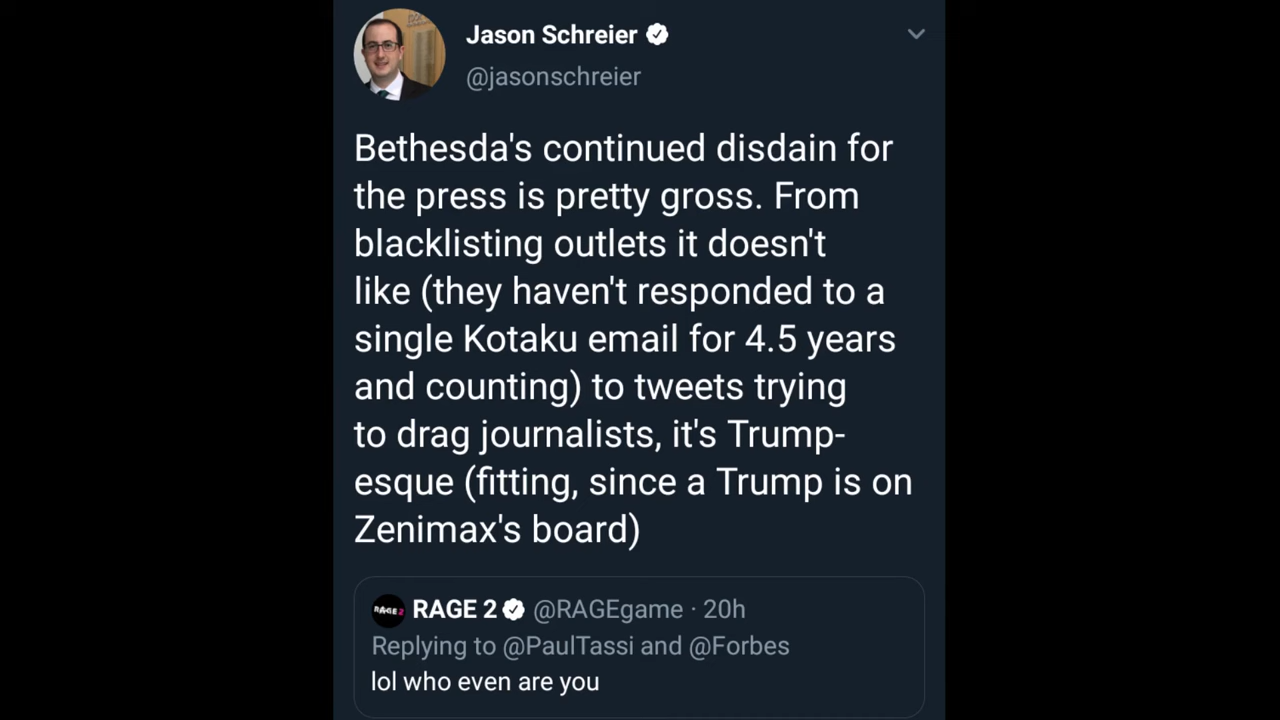 Jason Schreier
@jasonschreier
Bethesda's continued disdain for
the press is pretty gross. From
blacklisting outlets it doesn't
like (they haven't responded to a
single Kotaku email for 4.5 years
and counting) to tweets trying
to drag journalists, it's Trump-
esque (fitting, since a Trump is on
Zenimax's board)
RAGE 2 RAGE 2 @RAGEgame · 20h
Replying to @PaulTassi and @Forbes
lol who even are you